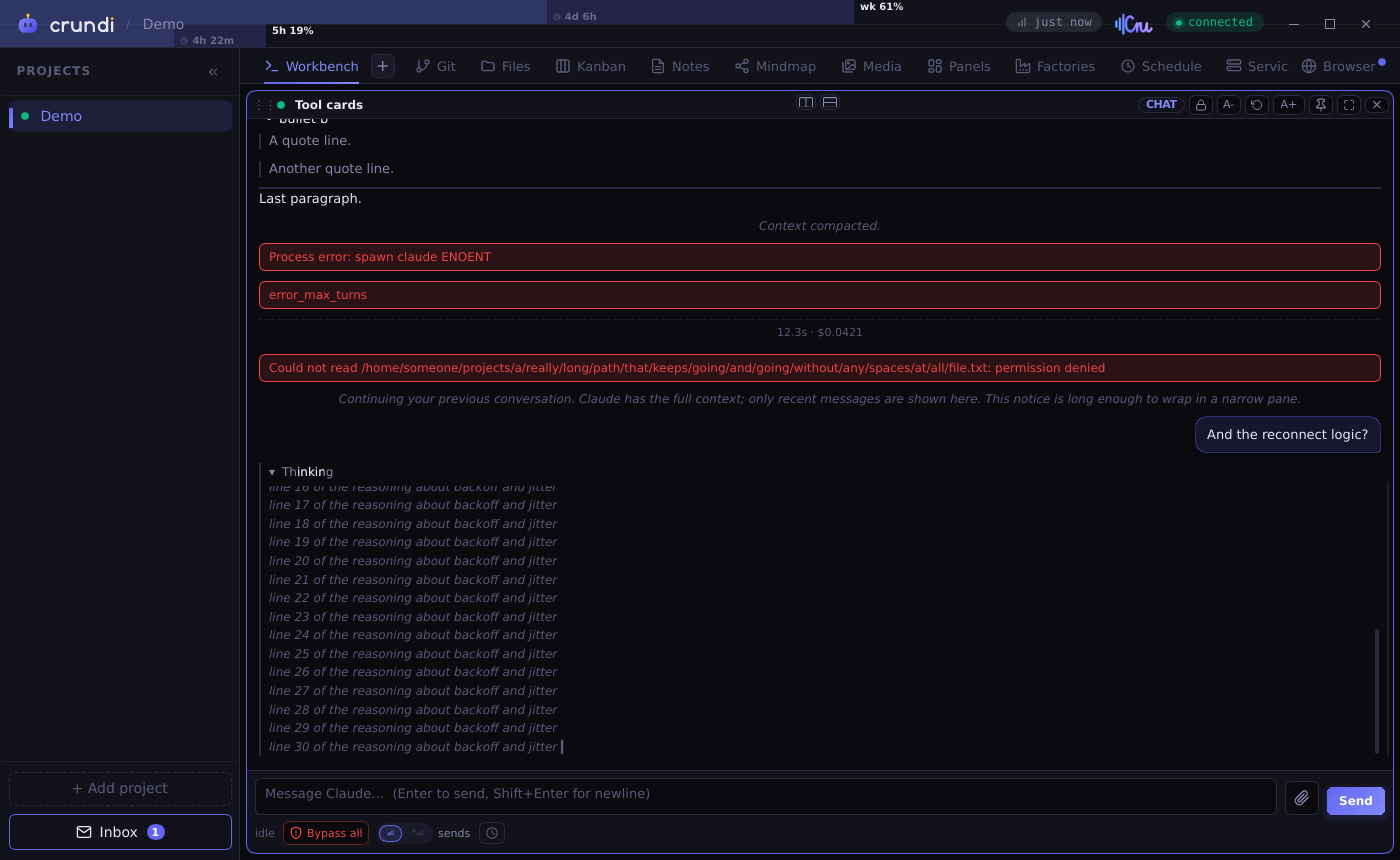 crundi / Demo
4h 22m
5h 19%
4d 6h
wk 61%
just now
Cru
connected
PROJECTS
«
Demo
+ Add project
Inbox 1
Workbench
+
Git
Files
Kanban
Notes
Mindmap
Media
Panels
Factories
Schedule
Servic
Browser
Tool cards
CHAT
A-
A+
• bullet b
A quote line.
Another quote line.
Last paragraph.
Context compacted.
Process error: spawn claude ENOENT
error_max_turns
12.3s · $0.0421
Could not read /home/someone/projects/a/really/long/path/that/keeps/going/and/going/without/any/spaces/at/all/file.txt: permission denied
Continuing your previous conversation. Claude has the full context; only recent messages are shown here. This notice is long enough to wrap in a narrow pane.
And the reconnect logic?
▾ Thinking
line 16 of the reasoning about backoff and jitter
line 17 of the reasoning about backoff and jitter
line 18 of the reasoning about backoff and jitter
line 19 of the reasoning about backoff and jitter
line 20 of the reasoning about backoff and jitter
line 21 of the reasoning about backoff and jitter
line 22 of the reasoning about backoff and jitter
line 23 of the reasoning about backoff and jitter
line 24 of the reasoning about backoff and jitter
line 25 of the reasoning about backoff and jitter
line 26 of the reasoning about backoff and jitter
line 27 of the reasoning about backoff and jitter
line 28 of the reasoning about backoff and jitter
line 29 of the reasoning about backoff and jitter
line 30 of the reasoning about backoff and jitter
Message Claude... (Enter to send, Shift+Enter for newline)
Send
idle
Bypass all
⏎
^⏎
sends